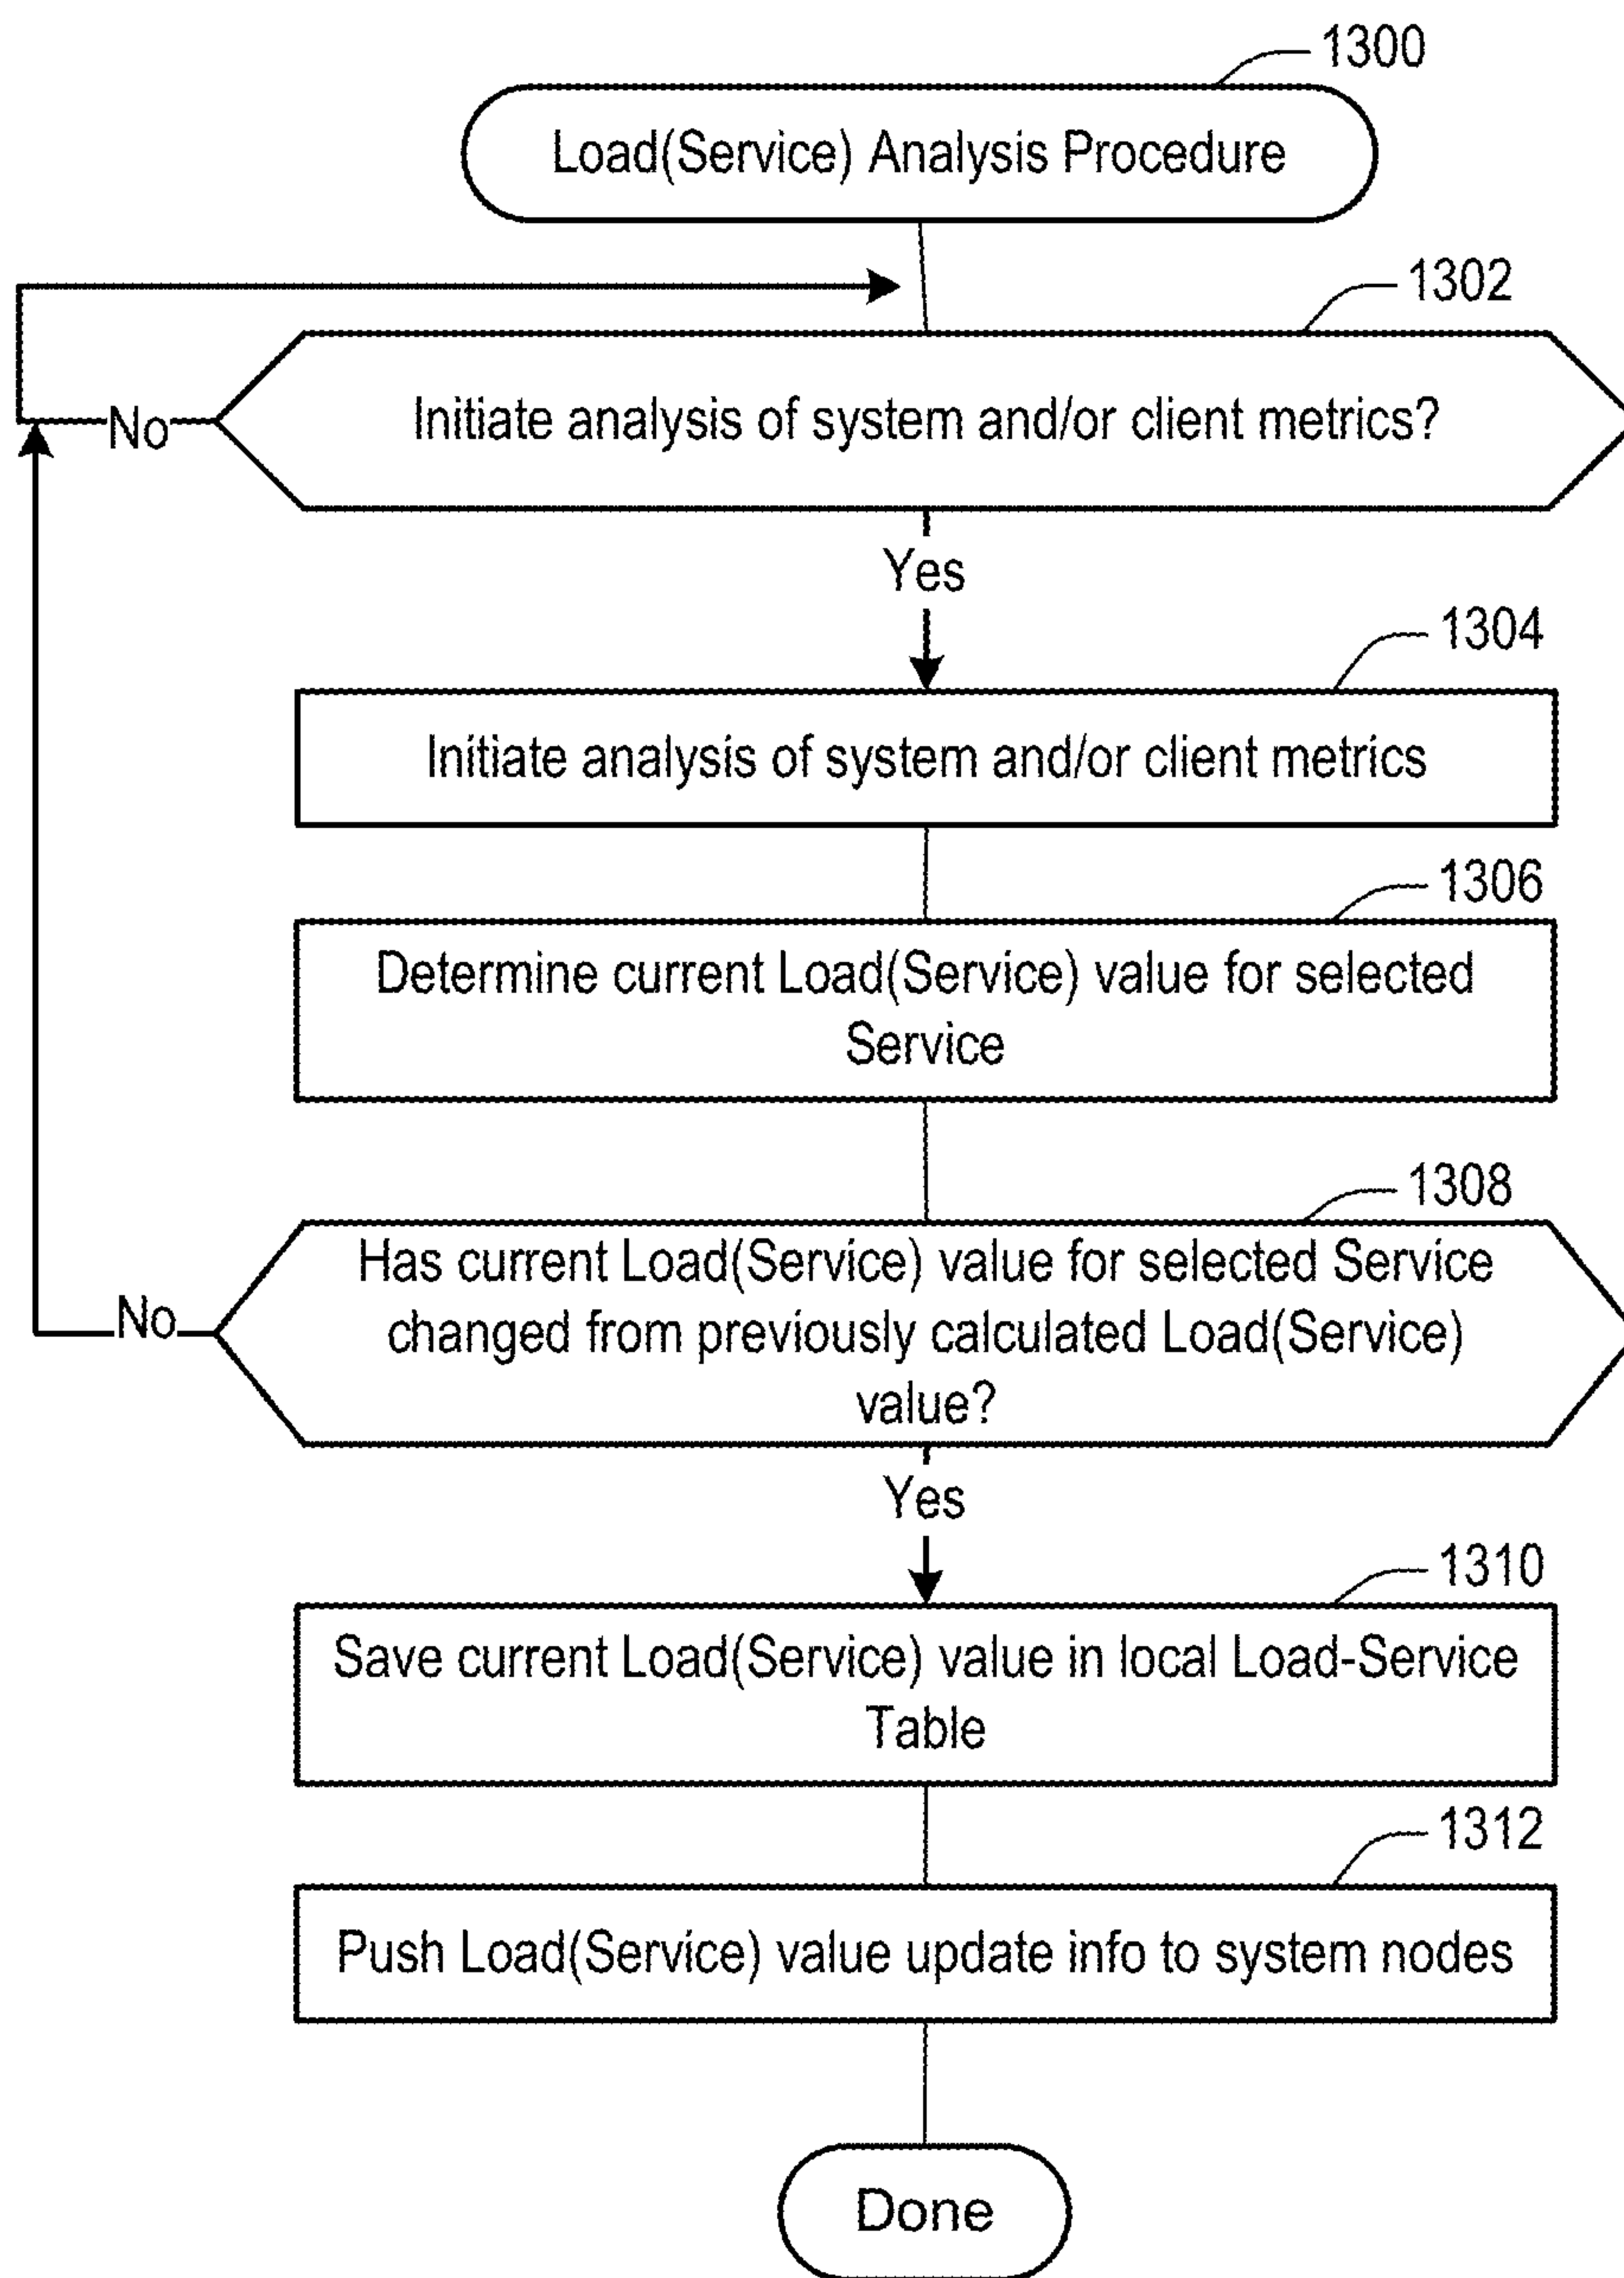 1300
Load(Service) Analysis Procedure
1302
Initiate analysis of system and/or client metrics?
No
Yes
1304
Initiate analysis of system and/or client metrics
1306
Determine current Load(Service) value for selected
Service
1308
Has current Load(Service) value for selected Service
changed from previously calculated Load(Service)
value?
No
Yes
1310
Save current Load(Service) value in local Load-Service
Table
1312
Push Load(Service) value update info to system nodes
Done